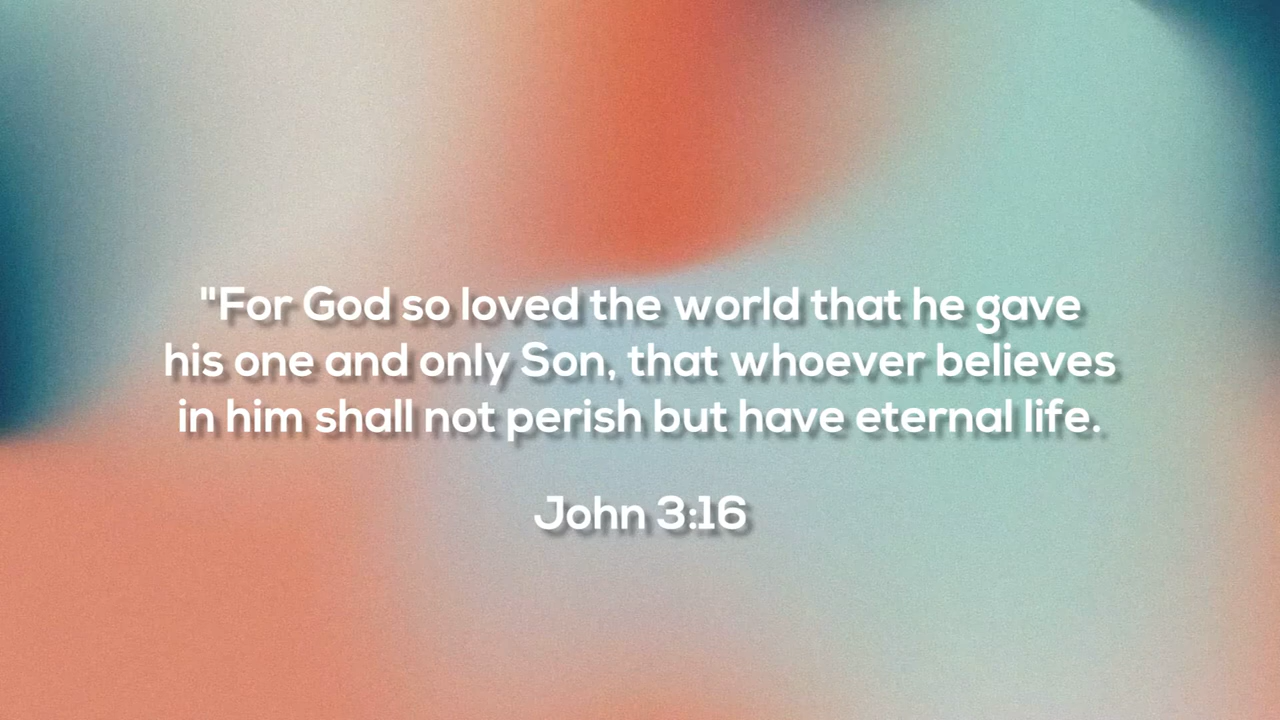 "For God so loved the world that he gave
his one and only Son, that whoever believes
in him shall not perish but have eternal life.
John 3:16